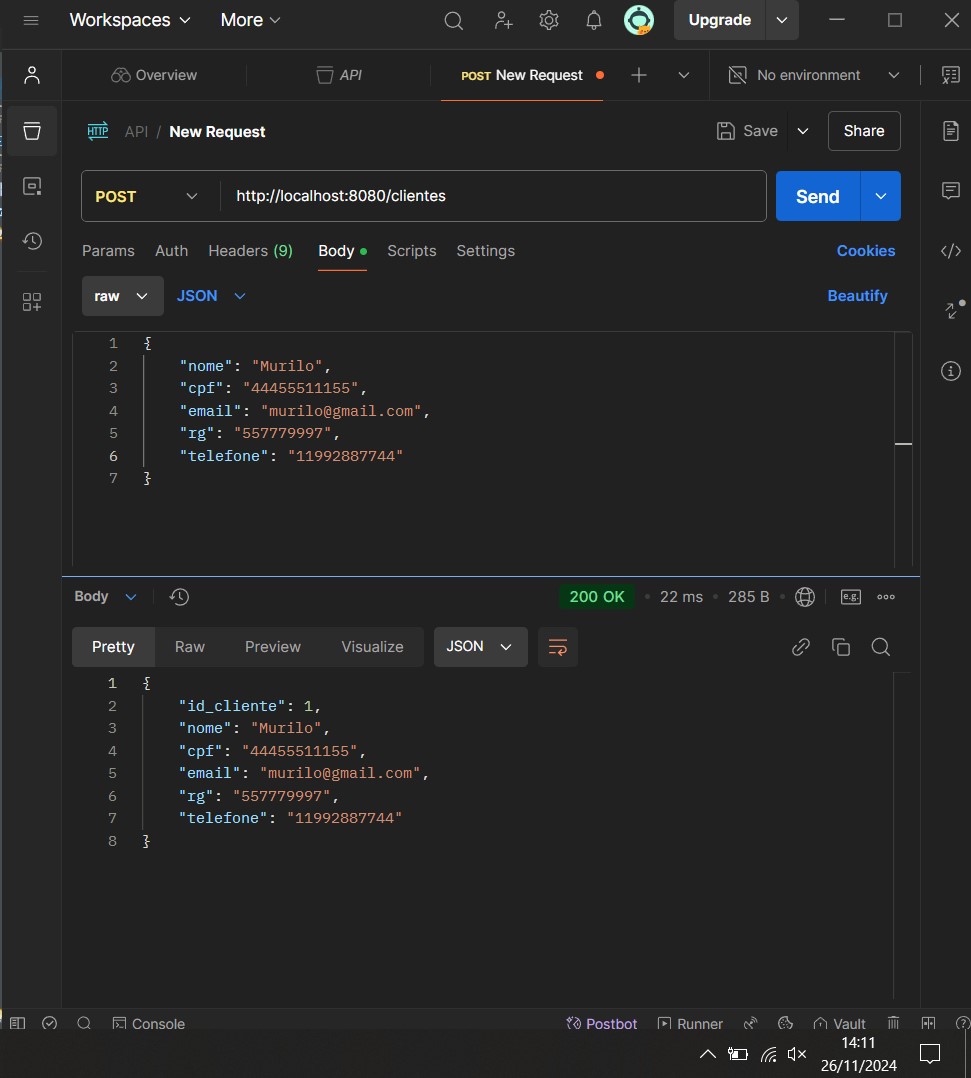 Workspaces More Upgrade
Overview API POST New Request No environment
HTTP API / New Request Save Share
POST http://localhost:8080/clientes Send
Params Auth Headers (9) Body Scripts Settings Cookies
raw JSON Beautify
1 {
2 "nome": "Murilo",
3 "cpf": "44455511155",
4 "email": "murilo@gmail.com",
5 "rg": "557779997",
6 "telefone": "11992887744"
7 }
Body 200 OK • 22 ms • 285 B • e.g.
Pretty Raw Preview Visualize JSON
1 {
2 "id_cliente": 1,
3 "nome": "Murilo",
4 "cpf": "44455511155",
5 "email": "murilo@gmail.com",
6 "rg": "557779997",
7 "telefone": "11992887744"
8 }
Console Postbot Runner Vault
14:11
26/11/2024